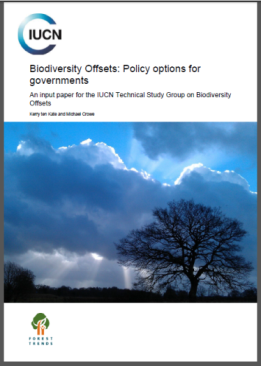 IUCN
Biodiversity Offsets: Policy options for
governments
An input paper for the IUCN Technical Study Group on Biodiversity
Offsets
Kerry ten Kate and Michael Crowe
FOREST
TRENDS